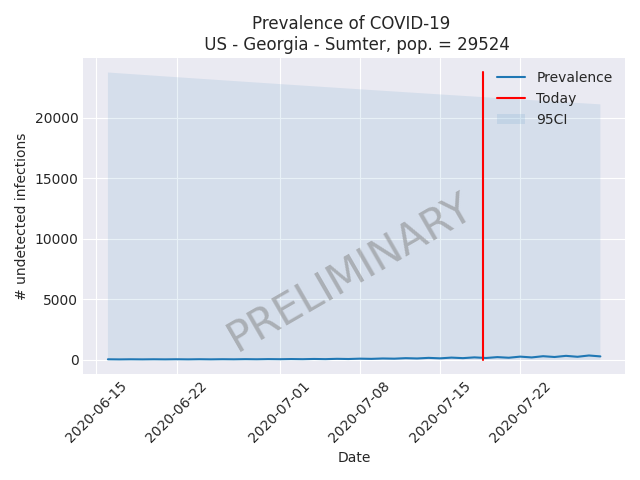 Prevalence of COVID-19
US - Georgia - Sumter, pop. = 29524
Prevalence
Today
95CI
20000
15000
10000
5000
0
# undetected infections
PRELIMINARY
2020-06-15
2020-06-22
2020-07-01
2020-07-08
2020-07-15
2020-07-22
Date